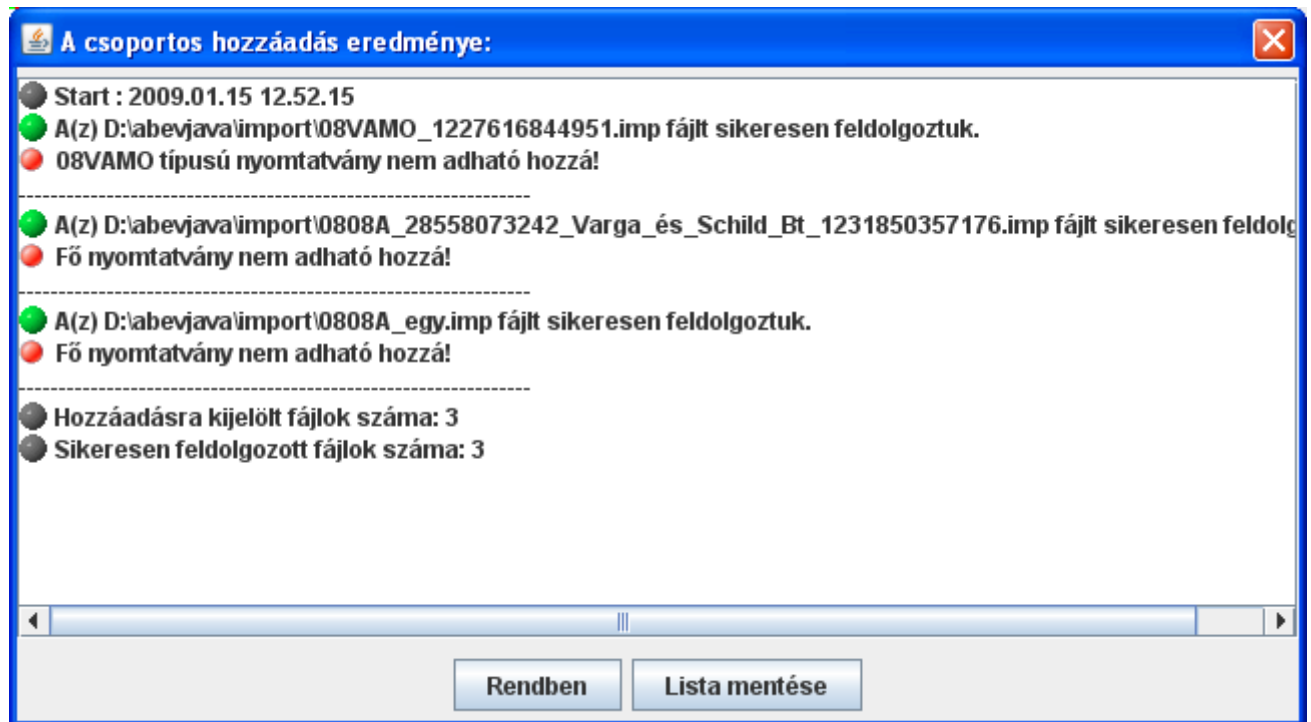 A csoportos hozzáadás eredménye:
Start : 2009.01.15 12.52.15
A(z) D:\abevjava\import\08VAMO_1227616844951.imp fájlt sikeresen feldolgoztuk.
08VAMO típusú nyomtatvány nem adható hozzá!
----------------------------------------------------------------
A(z) D:\abevjava\import\0808A_28558073242_Varga_és_Schild_Bt_1231850357176.imp fájlt sikeresen feldolg
Fő nyomtatvány nem adható hozzá!
----------------------------------------------------------------
A(z) D:\abevjava\import\0808A_egy.imp fájlt sikeresen feldolgoztuk.
Fő nyomtatvány nem adható hozzá!
----------------------------------------------------------------
Hozzáadásra kijelölt fájlok száma: 3
Sikeresen feldolgozott fájlok száma: 3
Rendben Lista mentése